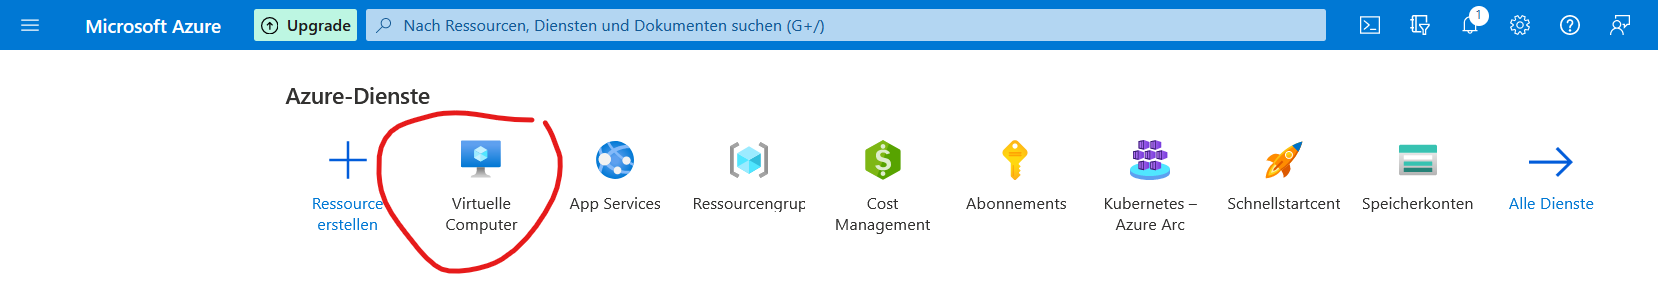 Microsoft Azure
Upgrade
Nach Ressourcen, Diensten und Dokumenten suchen (G+/)
1
Azure-Dienste
Ressource
erstellen
Virtuelle
Computer
App Services
Ressourcengrup
Cost
Management
Abonnements
Kubernetes –
Azure Arc
Schnellstartcent
Speicherkonten
Alle Dienste